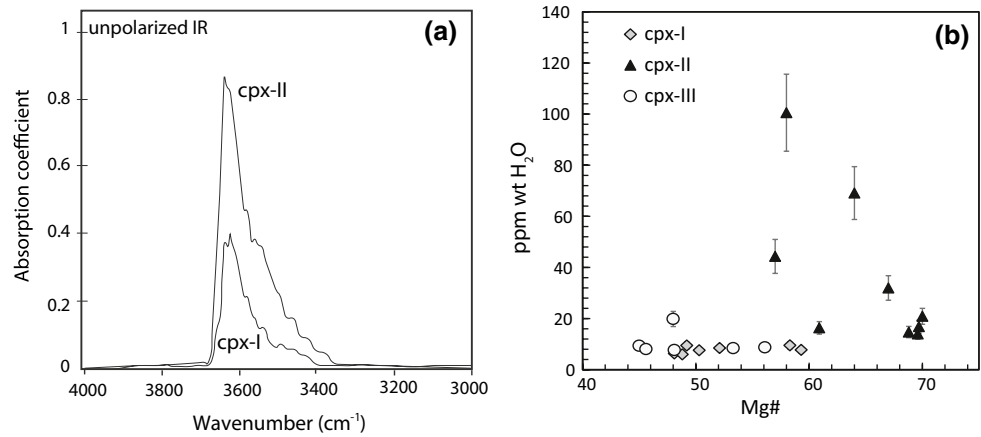 unpolarized IR
(a)
1
0.8
0.6
0.4
0.2
0
Absorption coefficient
cpx-II
cpx-I
4000 3800 3600 3400 3200 3000
Wavenumber (cm⁻¹)
(b)
140
120
100
80
60
40
20
0
ppm wt H₂O
cpx-I
cpx-II
cpx-III
40 50 60 70
Mg#